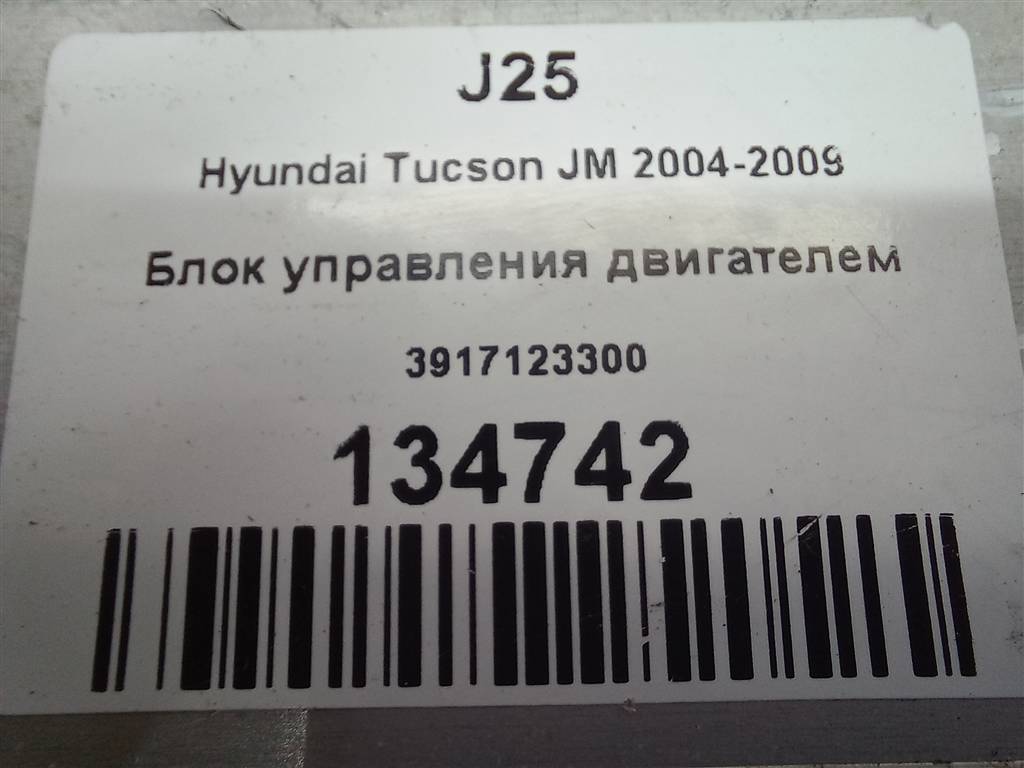 J25
Hyundai Tucson JM 2004-2009
Блок управления двигателем
3917123300
134742